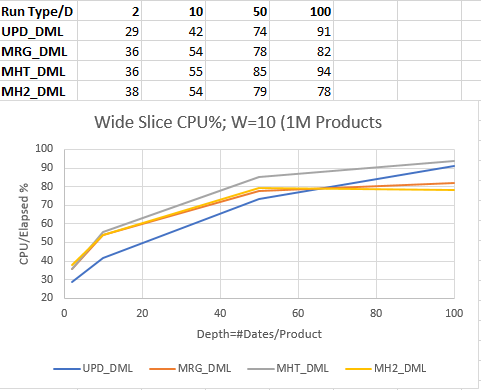 Run Type/D 2 10 50 100
UPD_DML 29 42 74 91
MRG_DML 36 54 78 82
MHT_DML 36 55 85 94
MH2_DML 38 54 79 78
Wide Slice CPU%; W=10 (1M Products
100
90
80
70
60
50
40
30
20
CPU/Elapsed %
0 20 40 60 80 100
Depth=#Dates/Product
UPD_DML MRG_DML MHT_DML MH2_DML